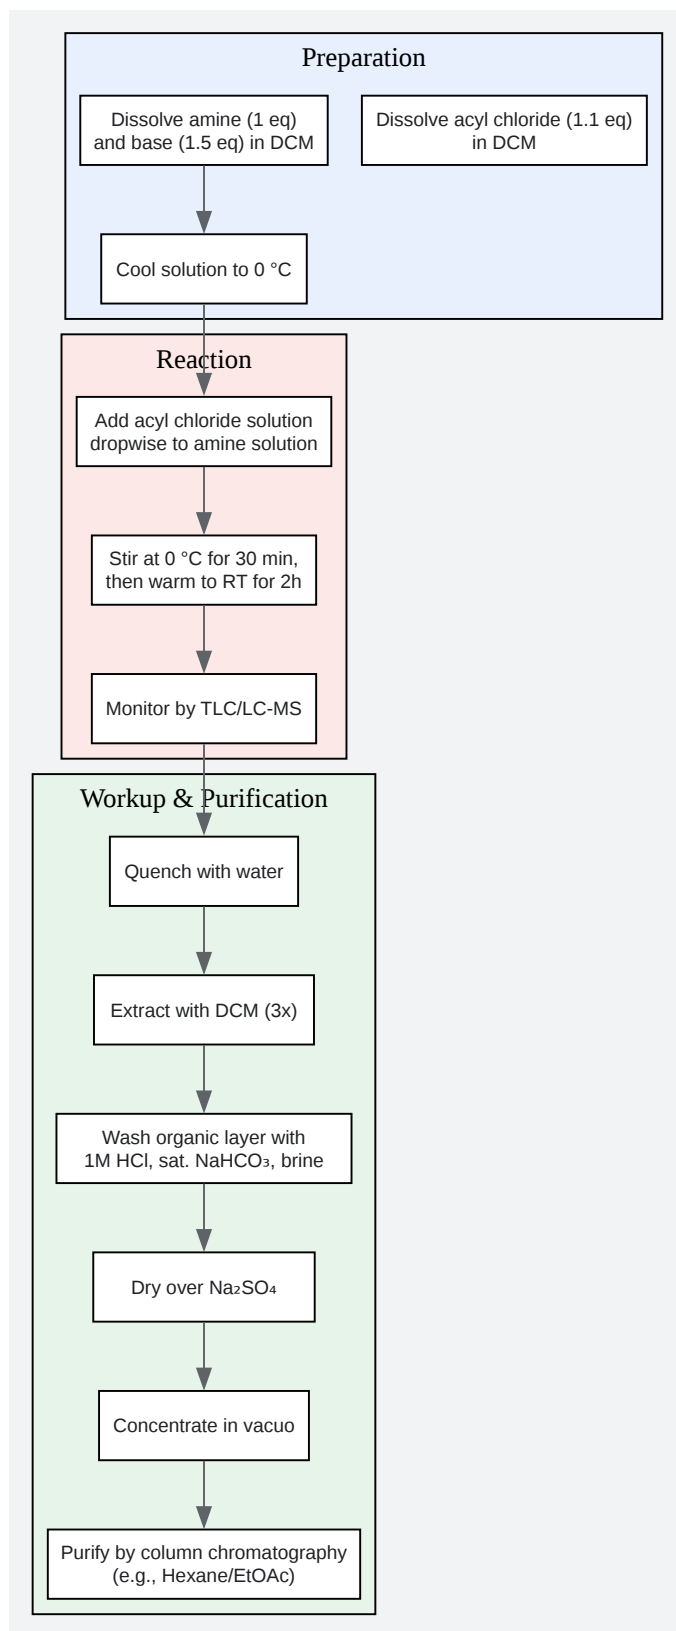 Preparation
Dissolve amine (1 eq)
and base (1.5 eq) in DCM
Dissolve acyl chloride (1.1 eq)
in DCM
Cool solution to 0 °C
Reaction
Add acyl chloride solution
dropwise to amine solution
Stir at 0 °C for 30 min,
then warm to RT for 2h
Monitor by TLC/LC-MS
Workup & Purification
Quench with water
Extract with DCM (3x)
Wash organic layer with
1M HCl, sat. NaHCO₃, brine
Dry over Na₂SO₄
Concentrate in vacuo
Purify by column chromatography
(e.g., Hexane/EtOAc)